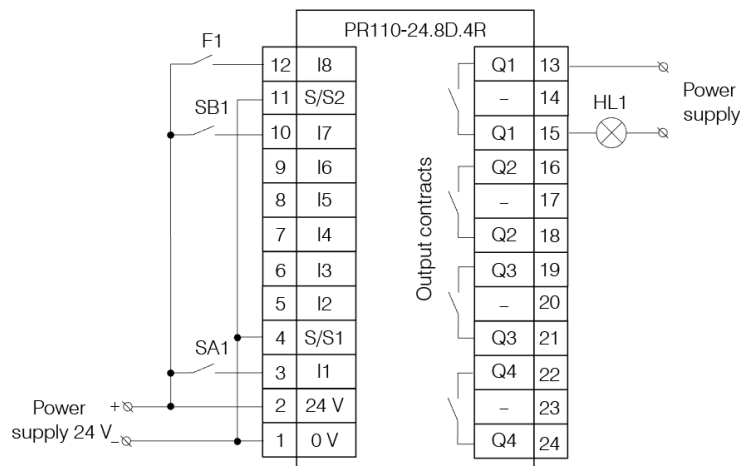 PR110-24.8D.4R
F1
12 I8
11 S/S2
SB1
10 I7
9 I6
8 I5
7 I4
6 I3
5 I2
4 S/S1
SA1
3 I1
2 24 V
1 0 V
Power
supply 24 V
+
–
Output contracts
Q1 13
– 14
Q1 15
Q2 16
– 17
Q2 18
Q3 19
– 20
Q3 21
Q4 22
– 23
Q4 24
HL1
Power
supply